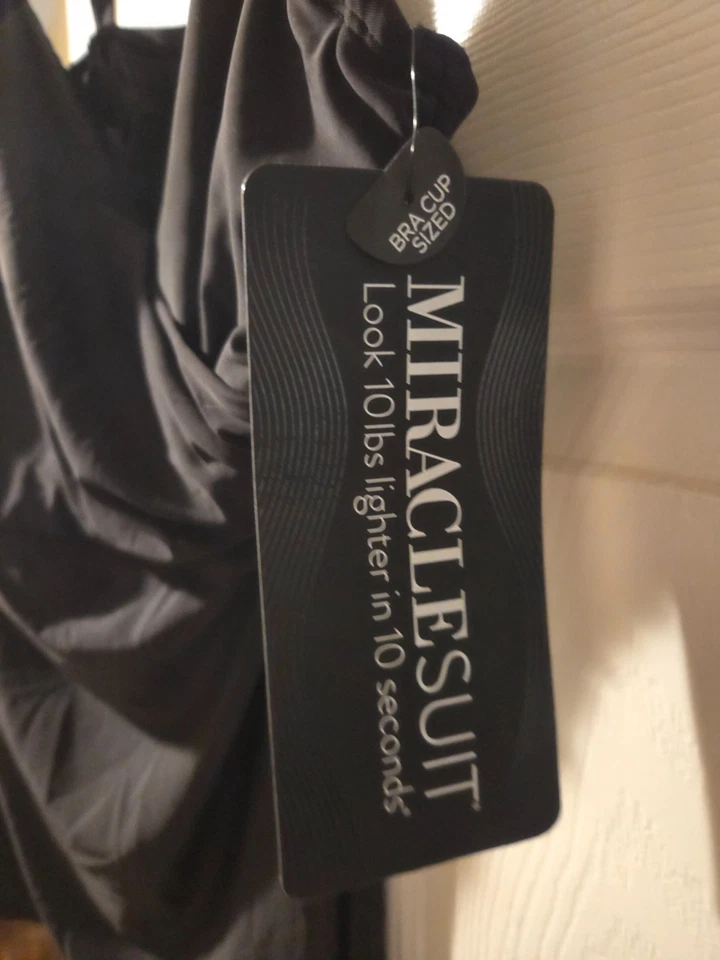 BRA CUP
SIZED
MIRACLESUIT®
Look 10lbs lighter in 10 seconds®